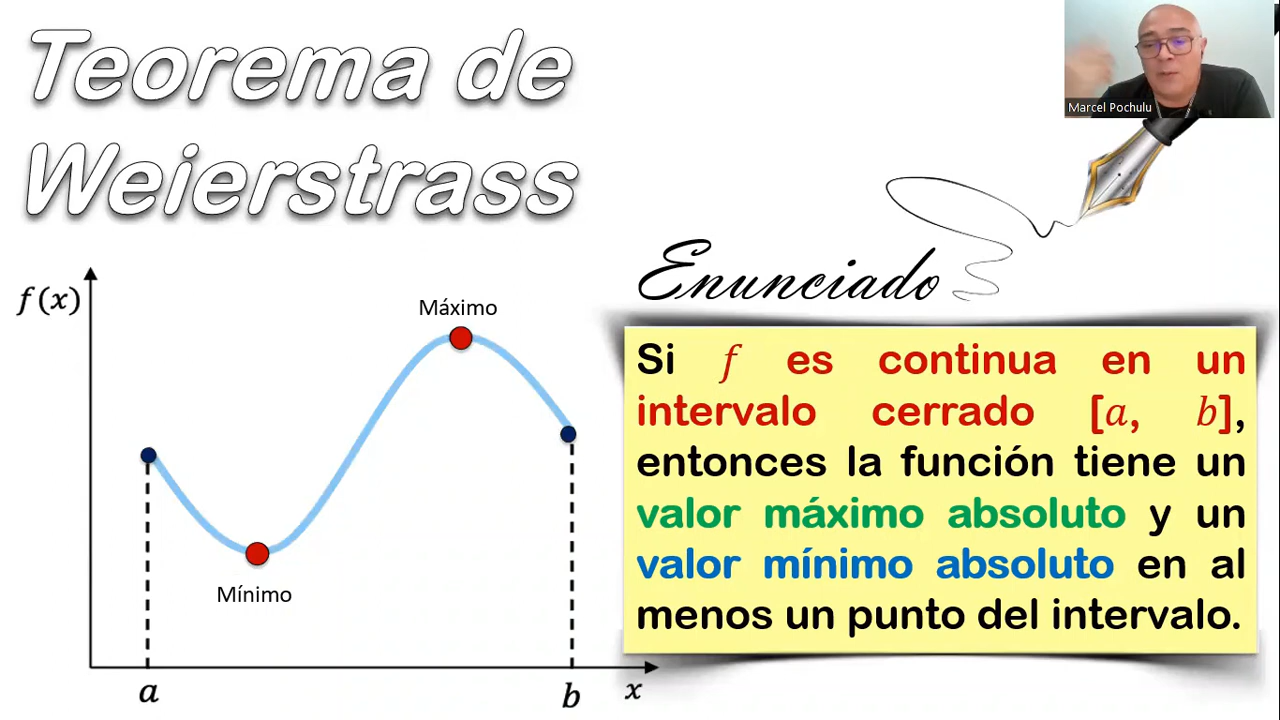 Teorema de
Weierstrass
Marcel Pochulu
Enunciado
f(x)
Máximo
Mínimo
a
b
x
Si f es continua en un
intervalo cerrado [a, b],
entonces la función tiene un
valor máximo absoluto y un
valor mínimo absoluto en al
menos un punto del intervalo.